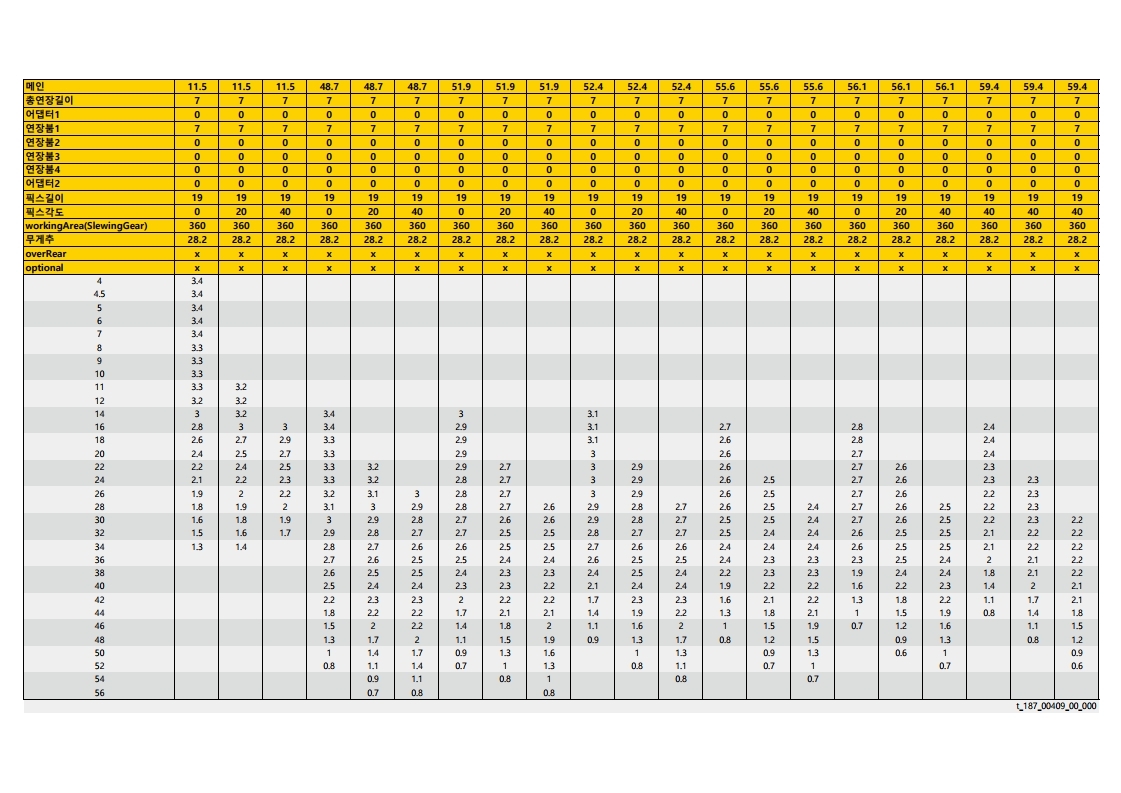 메인 11.5 11.5 11.5 48.7 48.7 48.7 51.9 51.9 51.9 52.4 52.4 52.4 55.6 55.6 55.6 56.1 56.1 56.1 59.4 59.4 59.4
총연장길이 7 7 7 7 7 7 7 7 7 7 7 7 7 7 7 7 7 7 7 7 7
어댑터1 0 0 0 0 0 0 0 0 0 0 0 0 0 0 0 0 0 0 0 0 0
연장붐1 7 7 7 7 7 7 7 7 7 7 7 7 7 7 7 7 7 7 7 7 7
연장붐2 0 0 0 0 0 0 0 0 0 0 0 0 0 0 0 0 0 0 0 0 0
연장붐3 0 0 0 0 0 0 0 0 0 0 0 0 0 0 0 0 0 0 0 0 0
연장붐4 0 0 0 0 0 0 0 0 0 0 0 0 0 0 0 0 0 0 0 0 0
어댑터2 0 0 0 0 0 0 0 0 0 0 0 0 0 0 0 0 0 0 0 0 0
픽스길이 19 19 19 19 19 19 19 19 19 19 19 19 19 19 19 19 19 19 19 19 19
픽스각도 0 20 40 0 20 40 0 20 40 0 20 40 0 20 40 0 20 40 40 40 40
workingArea(SlewingGear) 360 360 360 360 360 360 360 360 360 360 360 360 360 360 360 360 360 360 360 360 360
무게추 28.2 28.2 28.2 28.2 28.2 28.2 28.2 28.2 28.2 28.2 28.2 28.2 28.2 28.2 28.2 28.2 28.2 28.2 28.2 28.2 28.2
overRear x x x x x x x x x x x x x x x x x x x x x
optional x x x x x x x x x x x x x x x x x x x x x
4 3.4
4.5 3.4
5 3.4
6 3.4
7 3.4
8 3.3
9 3.3
10 3.3
11 3.3 3.2
12 3.2 3.2
14 3 3.2 3.4 3 3.1
16 2.8 3 3 3.4 2.9 3.1 2.7 2.8 2.4
18 2.6 2.7 2.9 3.3 2.9 3.1 2.6 2.8 2.4
20 2.4 2.5 2.7 3.3 2.9 3 2.6 2.7 2.4
22 2.2 2.4 2.5 3.3 3.2 2.9 2.7 3 2.9 2.6 2.7 2.6 2.3
24 2.1 2.2 2.3 3.3 3.2 2.8 2.7 3 2.9 2.6 2.5 2.7 2.6 2.3 2.3
26 1.9 2 2.2 3.2 3.1 3 2.8 2.7 3 2.9 2.6 2.5 2.7 2.6 2.2 2.3
28 1.8 1.9 2 3.1 3 2.9 2.8 2.7 2.6 2.9 2.8 2.7 2.6 2.5 2.4 2.7 2.6 2.5 2.2 2.3
30 1.6 1.8 1.9 3 2.9 2.8 2.7 2.6 2.6 2.9 2.8 2.7 2.5 2.5 2.4 2.7 2.6 2.5 2.2 2.3 2.2
32 1.5 1.6 1.7 2.9 2.8 2.7 2.7 2.5 2.5 2.8 2.7 2.7 2.5 2.4 2.4 2.6 2.5 2.5 2.1 2.2 2.2
34 1.3 1.4 2.8 2.7 2.6 2.6 2.5 2.5 2.7 2.6 2.6 2.4 2.4 2.3 2.6 2.5 2.5 2.1 2.2 2.2
36 2.7 2.6 2.5 2.5 2.4 2.4 2.6 2.5 2.5 2.4 2.3 2.3 2.5 2.5 2.4 2 2.1 2.2
38 2.6 2.5 2.5 2.4 2.3 2.3 2.4 2.5 2.4 2.2 2.3 2.3 1.9 2.4 2.4 1.8 2.1 2.2
40 2.5 2.4 2.4 2.3 2.3 2.2 2.1 2.4 2.3 1.9 2.2 2.2 1.6 2.2 2.3 1.4 2 2.1
42 2.2 2.3 2.3 2 2.2 2.2 1.7 2.3 2.3 1.6 2.1 2.2 1.3 1.8 2.2 1.1 1.7 2.1
44 1.8 2.2 2.2 1.7 2.1 2.1 1.4 1.9 2.2 1.3 1.8 2.1 1 1.5 1.9 0.8 1.4 1.8
46 1.5 2 2.2 1.4 1.8 2 1.1 1.6 2 1 1.5 1.9 0.7 1.2 1.6 1.1 1.5
48 1.3 1.7 2 1.1 1.5 1.9 0.9 1.3 1.7 0.8 1.2 1.5 0.9 1.3 0.8 1.2
50 1 1.4 1.7 0.9 1.3 1.6 1 1.3 0.9 1.3 0.6 1 0.9
52 0.8 1.1 1.4 0.7 1 1.3 0.8 1.1 0.7 1 0.7 0.6
54 0.9 1.1 0.8 1 0.8 0.7
56 0.7 0.8 0.8
t_187_00409_00_000